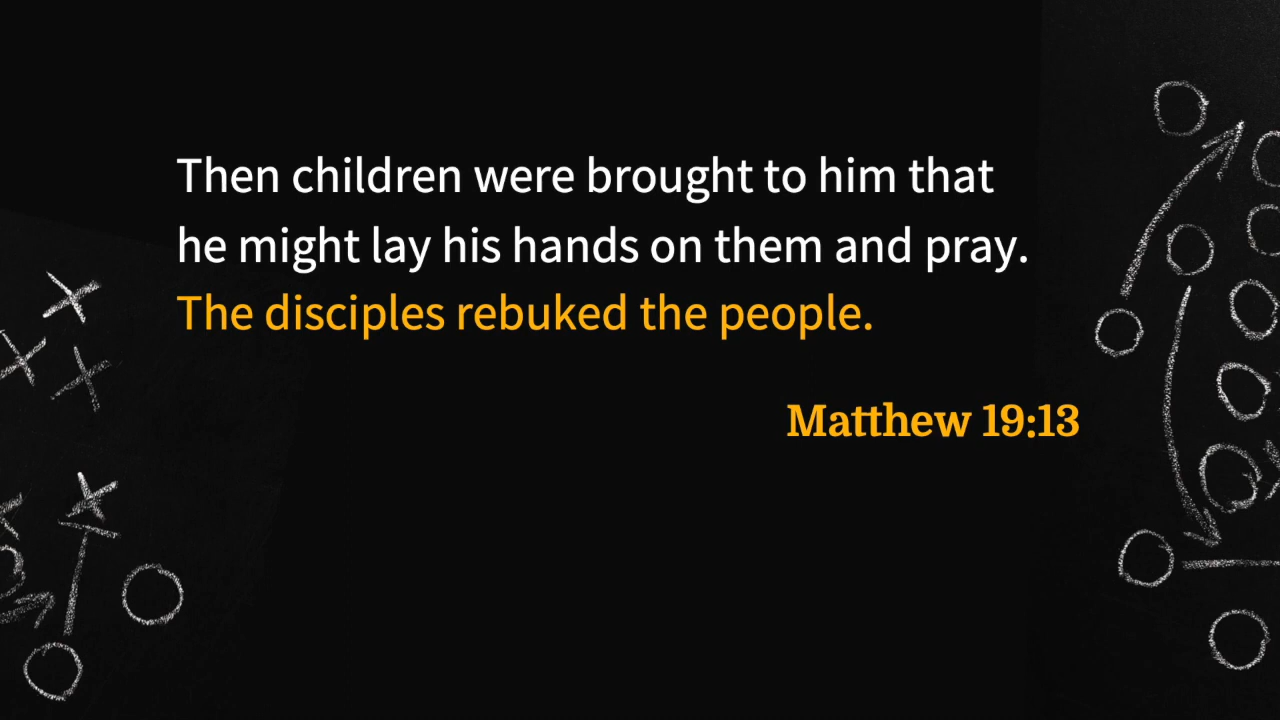 Then children were brought to him that
he might lay his hands on them and pray.
The disciples rebuked the people.
Matthew 19:13